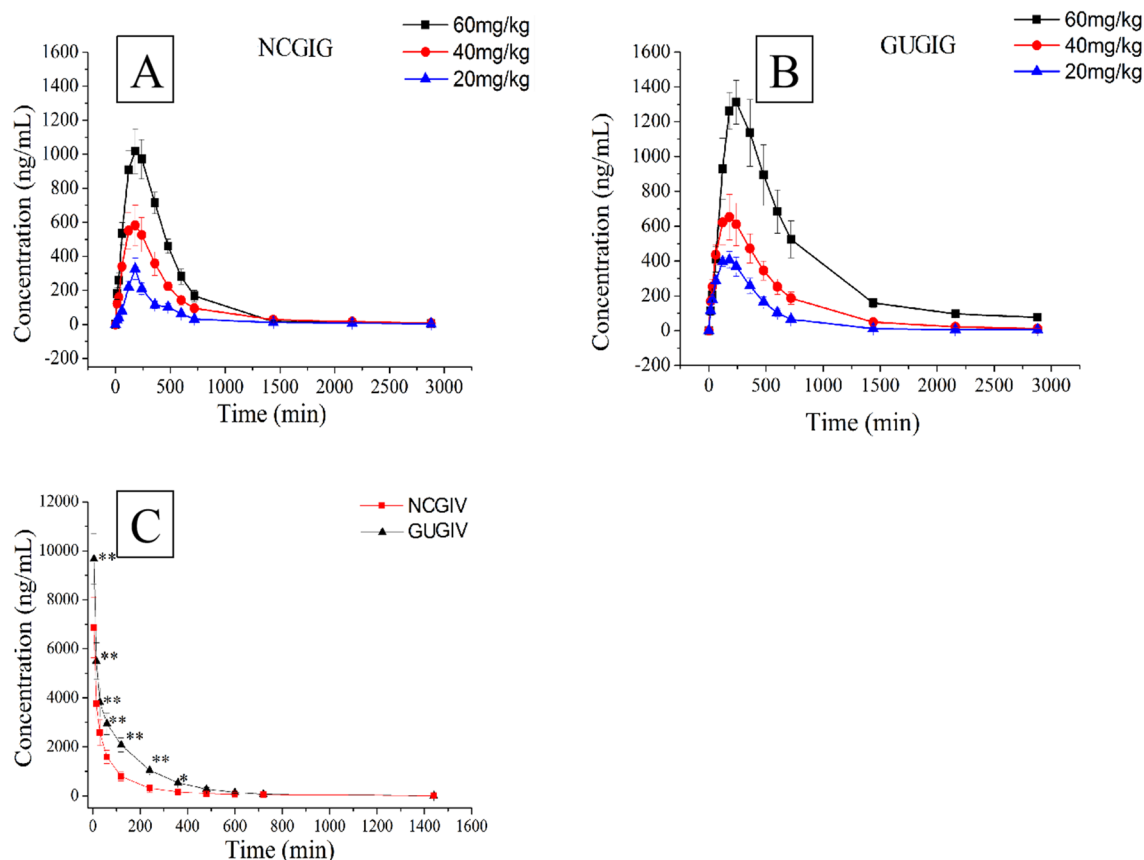 60mg/kg
40mg/kg
20mg/kg
NCGIG
A
1600
1400
1200
1000
800
600
400
200
0
-200
Concentration (ng/mL)
0 500 1000 1500 2000 2500 3000
Time (min)
60mg/kg
40mg/kg
20mg/kg
GUGIG
B
1600
1400
1200
1000
800
600
400
200
0
-200
Concentration (ng/mL)
0 500 1000 1500 2000 2500 3000
Time (min)
C
NCGIV
GUGIV
12000
10000
8000
6000
4000
2000
0
Concentration (ng/mL)
**
**
**
**
**
**
*
0 200 400 600 800 1000 1200 1400 1600
Time (min)